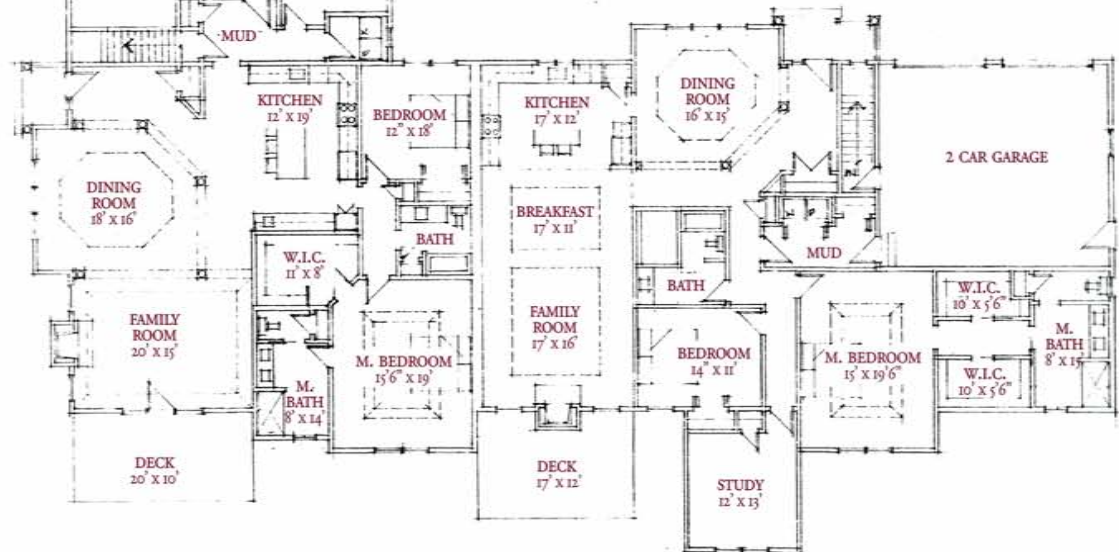 MUD
KITCHEN
12' X 19'
BEDROOM
12" X 18'
DINING
ROOM
18' X 16'
BATH
W.I.C.
11' X 8'
FAMILY
ROOM
20' X 15'
M. BEDROOM
15'6" X 19'
M.
BATH
8' X 14'
DECK
20' X 10'
KITCHEN
17' X 12'
DINING
ROOM
16' X 15'
2 CAR GARAGE
BREAKFAST
17' X 11'
MUD
BATH
FAMILY
ROOM
17' X 16'
BEDROOM
14" X 11'
M. BEDROOM
15' X 19'6"
W.I.C.
10' X 5'6"
M.
BATH
8' X 15
W.I.C.
10' X 5'6"
DECK
17' X 12'
STUDY
12' X 13'